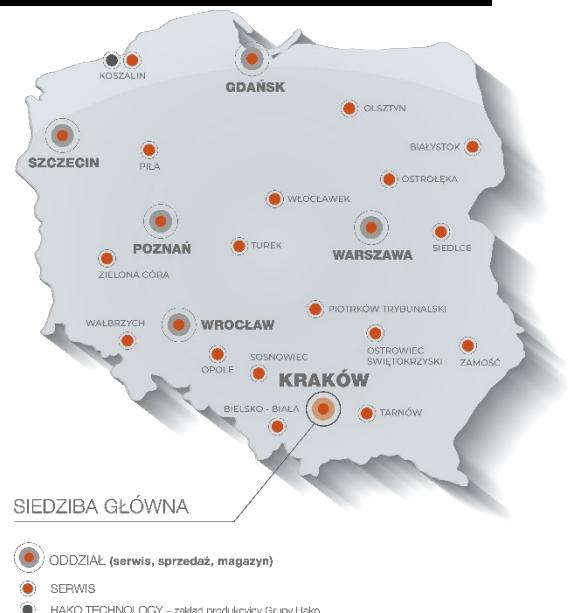 KOSZALIN
GDAŃSK
OLSZTYN
SZCZECIN
PIŁA
BIAŁYSTOK
OSTROŁĘKA
WŁOCŁAWEK
POZNAŃ
TUREK
WARSZAWA
SIEDLCE
ZIELONA GÓRA
PIOTRKÓW TRYBUNALSKI
WAŁBRZYCH
WROCŁAW
OPOLE
SOSNOWIEC
OSTROWIEC
ŚWIĘTOKRZYSKI
ZAMOŚĆ
KRAKÓW
BIELSKO - BIAŁA
TARNÓW
SIEDZIBA GŁÓWNA
ODDZIAŁ (serwis, sprzedaż, magazyn)
SERWIS
HAKO TECHNOLOGY – zakład produkcyjny Grupy Hako